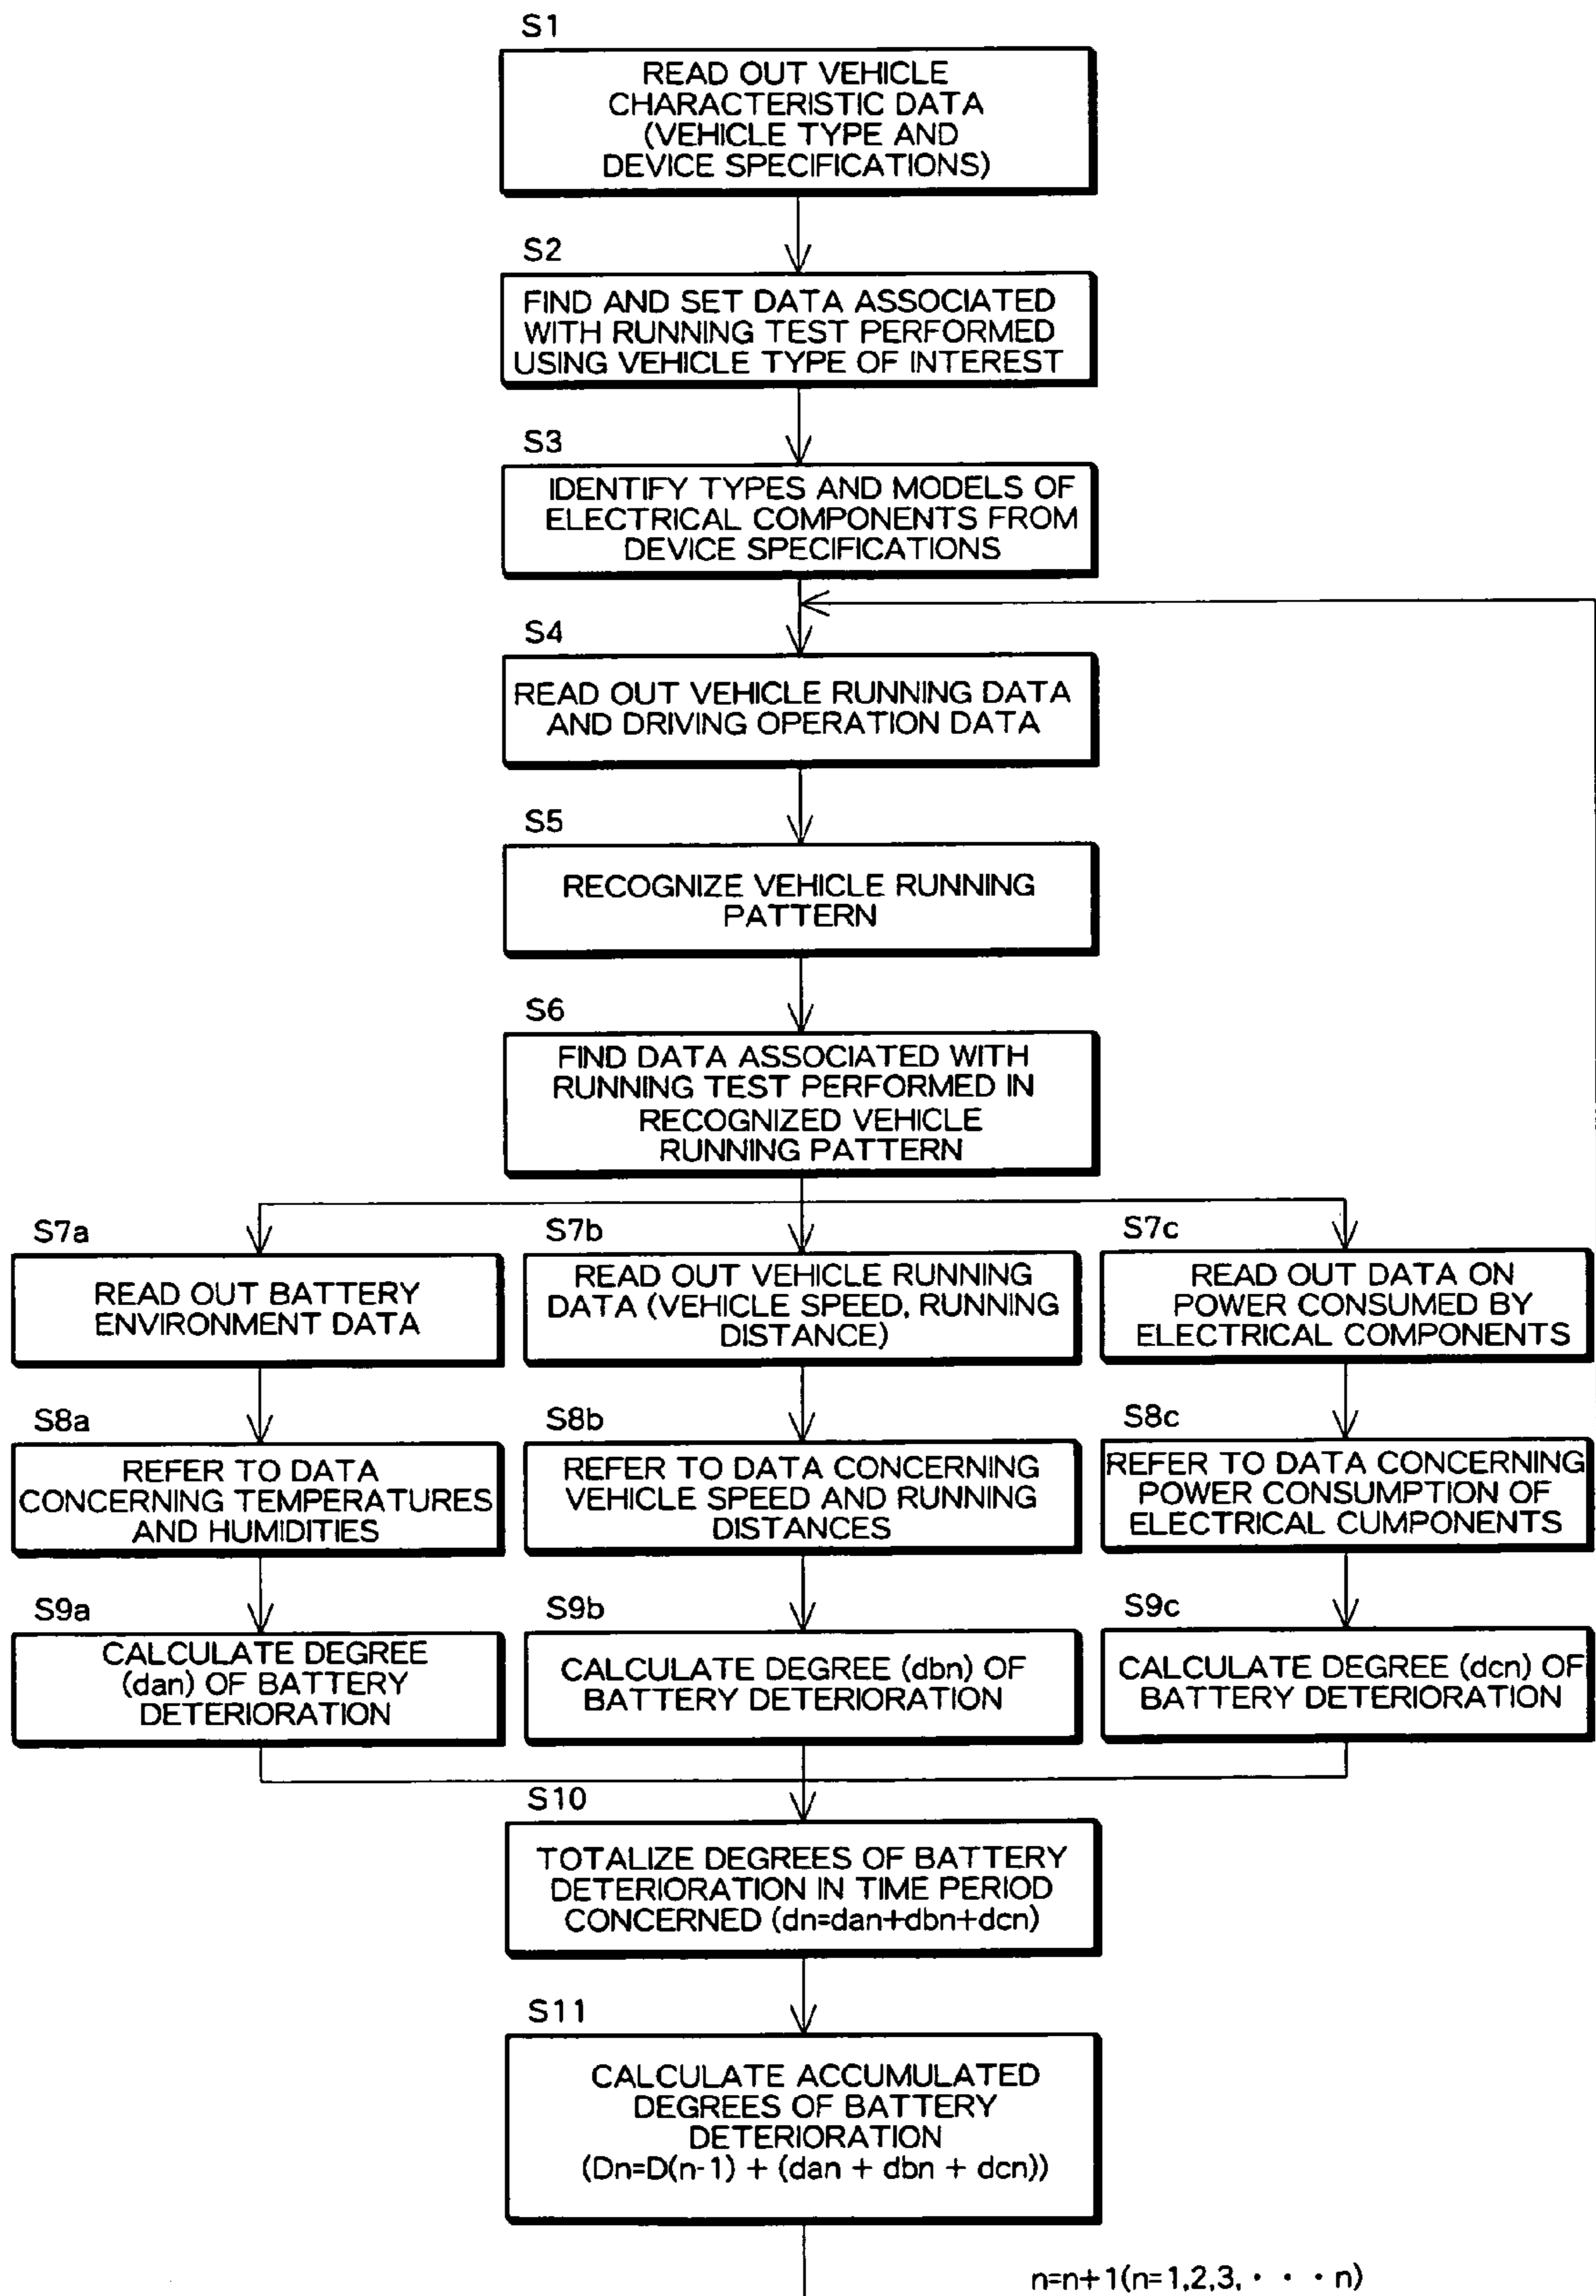 S1
READ OUT VEHICLE
CHARACTERISTIC DATA
(VEHICLE TYPE AND
DEVICE SPECIFICATIONS)
S2
FIND AND SET DATA ASSOCIATED
WITH RUNNING TEST PERFORMED
USING VEHICLE TYPE OF INTEREST
S3
IDENTIFY TYPES AND MODELS OF
ELECTRICAL COMPONENTS FROM
DEVICE SPECIFICATIONS
S4
READ OUT VEHICLE RUNNING DATA
AND DRIVING OPERATION DATA
S5
RECOGNIZE VEHICLE RUNNING
PATTERN
S6
FIND DATA ASSOCIATED WITH
RUNNING TEST PERFORMED IN
RECOGNIZED VEHICLE
RUNNING PATTERN
S7a
READ OUT BATTERY
ENVIRONMENT DATA
S7b
READ OUT VEHICLE RUNNING
DATA (VEHICLE SPEED, RUNNING
DISTANCE)
S7c
READ OUT DATA ON
POWER CONSUMED BY
ELECTRICAL COMPONENTS
S8a
REFER TO DATA
CONCERNING TEMPERATURES
AND HUMIDITIES
S8b
REFER TO DATA CONCERNING
VEHICLE SPEED AND RUNNING
DISTANCES
S8c
REFER TO DATA CONCERNING
POWER CONSUMPTION OF
ELECTRICAL CUMPONENTS
S9a
CALCULATE DEGREE
(dan) OF BATTERY
DETERIORATION
S9b
CALCULATE DEGREE (dbn) OF
BATTERY DETERIORATION
S9c
CALCULATE DEGREE (dcn) OF
BATTERY DETERIORATION
S10
TOTALIZE DEGREES OF BATTERY
DETERIORATION IN TIME PERIOD
CONCERNED (dn=dan+dbn+dcn)
S11
CALCULATE ACCUMULATED
DEGREES OF BATTERY
DETERIORATION
(Dn=D(n-1) + (dan + dbn + dcn))
n=n+1(n=1,2,3, · · · n)